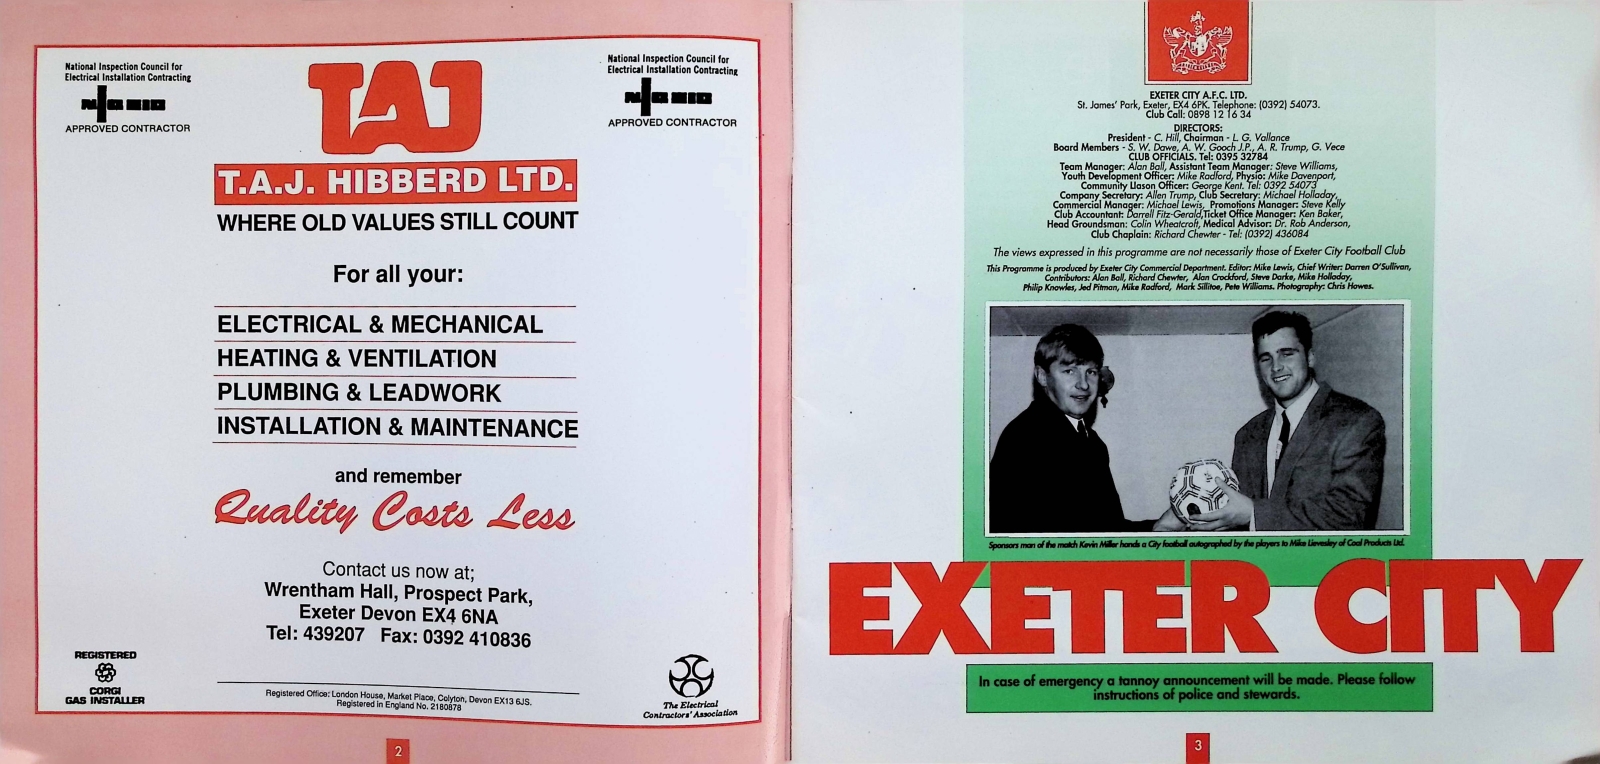 National Inspection Council for
Electrical Installation Contracting
NICEIC
APPROVED CONTRACTOR
TAJ
National Inspection Council for
Electrical Installation Contracting
NICEIC
APPROVED CONTRACTOR
T.A.J. HIBBERD LTD.
WHERE OLD VALUES STILL COUNT
For all your:
ELECTRICAL & MECHANICAL
HEATING & VENTILATION
PLUMBING & LEADWORK
INSTALLATION & MAINTENANCE
and remember
Quality Costs Less
Contact us now at;
Wrentham Hall, Prospect Park,
Exeter Devon EX4 6NA
Tel: 439207 Fax: 0392 410836
REGISTERED
CORGI
GAS INSTALLER
Registered Office: London House, Market Place, Colyton, Devon EX13 6JS.
Registered in England No. 2180878
The Electrical
Contractors' Association
2
EXETER CITY A.F.C. LTD.
St. James' Park, Exeter, EX4 6PK. Telephone: (0392) 54073.
Club Call: 0898 12 16 34
DIRECTORS:
President - C. Hill, Chairman - L. G. Vallance
Board Members - S. W. Dawe, A. W. Gooch J.P., A. R. Trump, G. Vece
CLUB OFFICIALS. Tel: 0395 32784
Team Manager: Alan Ball, Assistant Team Manager: Steve Williams,
Youth Development Officer: Mike Radford, Physio: Mike Davenport,
Community Liason Officer: George Kent. Tel: 0392 54073
Company Secretary: Allen Trump, Club Secretary: Michael Holladay,
Commercial Manager: Michael Lewis, Promotions Manager: Steve Kelly
Club Accountant: Darrell Fitz-Gerald,Ticket Office Manager: Ken Baker,
Head Groundsman: Colin Wheatcroft, Medical Advisor: Dr. Rob Anderson,
Club Chaplain: Richard Chewter - Tel: (0392) 436084
The views expressed in this programme are not necessarily those of Exeter City Football Club
This Programme is produced by Exeter City Commercial Department. Editor: Mike Lewis, Chief Writer: Darren O'Sullivan,
Contributors: Alan Ball, Richard Chewter, Alan Crockford, Steve Darke, Mike Holladay,
Philip Knowles, Jed Pitman, Mike Radford, Mark Sillitoe, Pete Williams. Photography: Chris Howes.
Sponsors man of the match Kevin Miller hands a City football autographed by the players to Mike Lievesley of Coal Products Ltd.
EXETER CITY
In case of emergency a tannoy announcement will be made. Please follow
instructions of police and stewards.
3